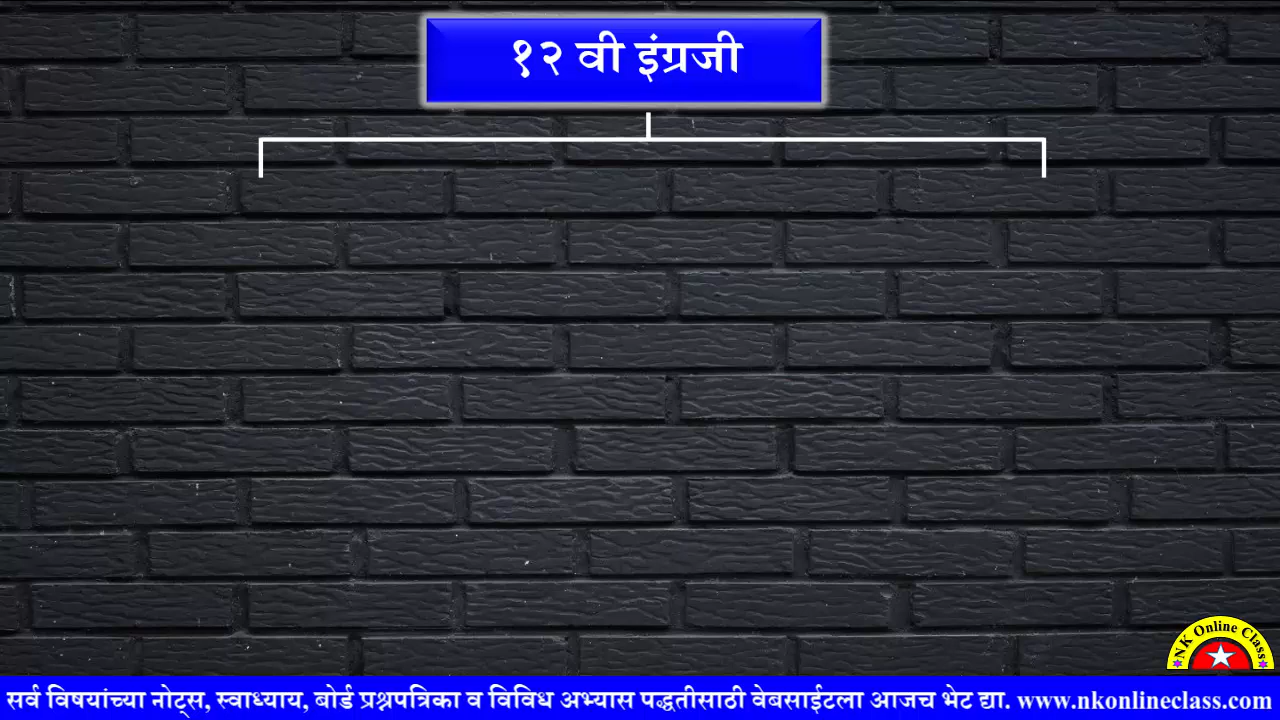 १२ वी इंग्रजी
NK Online Class
सर्व विषयांच्या नोट्स, स्वाध्याय, बोर्ड प्रश्नपत्रिका व विविध अभ्यास पद्धतीसाठी वेबसाईटला आजच भेट द्या. www.nkonlineclass.com